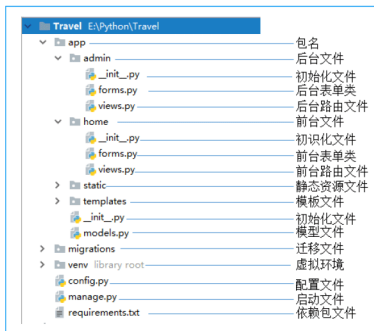 Travel E:\Python\Travel
app 包名
admin 后台文件
__init__.py 初始化文件
forms.py 后台表单类
views.py 后台路由文件
home 前台文件
__init__.py 初识化文件
forms.py 前台表单类
views.py 前台路由文件
static 静态资源文件
templates 模板文件
__init__.py 初始化文件
models.py 模型文件
migrations 迁移文件
venv library root 虚拟环境
config.py 配置文件
manage.py 启动文件
requirements.txt 依赖包文件